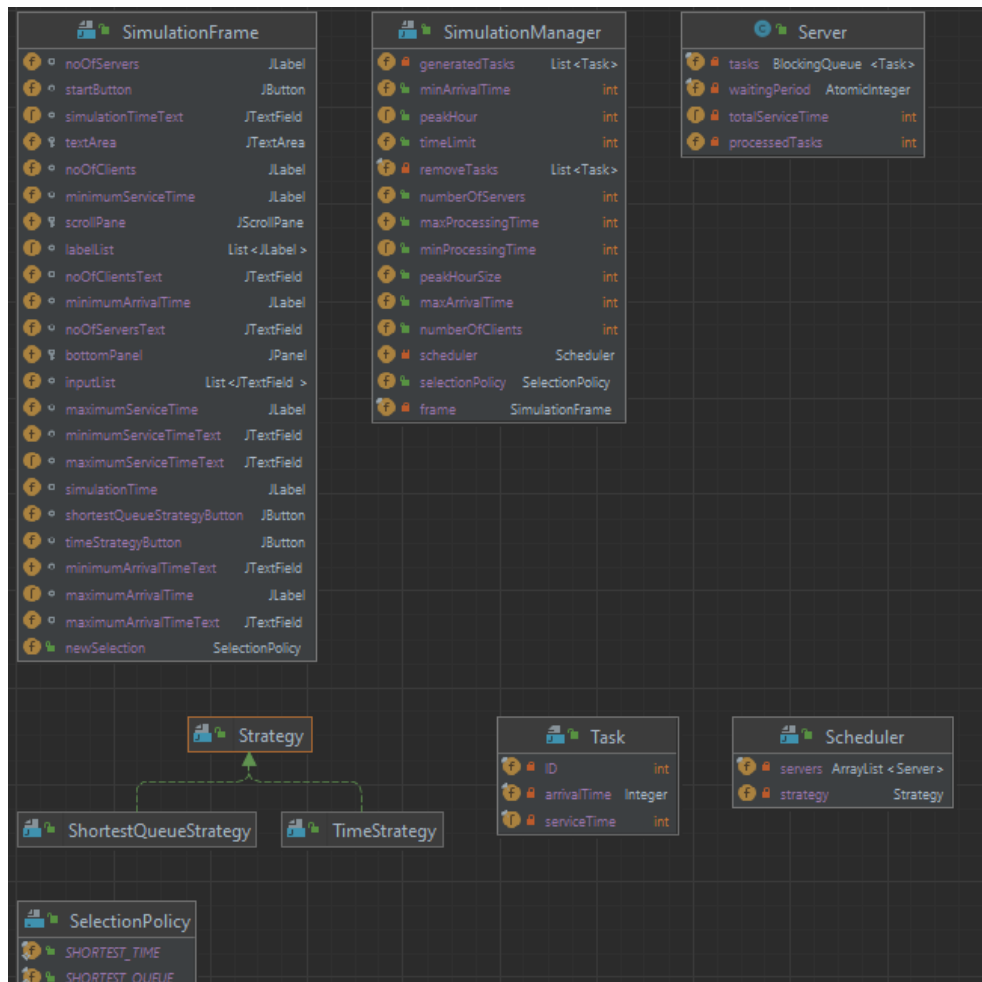 SimulationFrame
noOfServers JLabel
startButton JButton
simulationTimeText JTextField
textArea JTextArea
noOfClients JLabel
minimumServiceTime JLabel
scrollPane JScrollPane
labelList List<JLabel >
noOfClientsText JTextField
minimumArrivalTime JLabel
noOfServersText JTextField
bottomPanel JPanel
inputList List<JTextField >
maximumServiceTime JLabel
minimumServiceTimeText JTextField
maximumServiceTimeText JTextField
simulationTime JLabel
shortestQueueStrategyButton JButton
timeStrategyButton JButton
minimumArrivalTimeText JTextField
maximumArrivalTime JLabel
maximumArrivalTimeText JTextField
newSelection SelectionPolicy
SimulationManager
generatedTasks List<Task>
minArrivalTime int
peakHour int
timeLimit int
removeTasks List<Task>
numberOfServers int
maxProcessingTime int
minProcessingTime int
peakHourSize int
maxArrivalTime int
numberOfClients int
scheduler Scheduler
selectionPolicy SelectionPolicy
frame SimulationFrame
Server
tasks BlockingQueue <Task>
waitingPeriod AtomicInteger
totalServiceTime int
processedTasks int
Strategy
ShortestQueueStrategy
TimeStrategy
Task
ID int
arrivalTime Integer
serviceTime int
Scheduler
servers ArrayList<Server>
strategy Strategy
SelectionPolicy
SHORTEST_TIME
SHORTEST_QUEUE